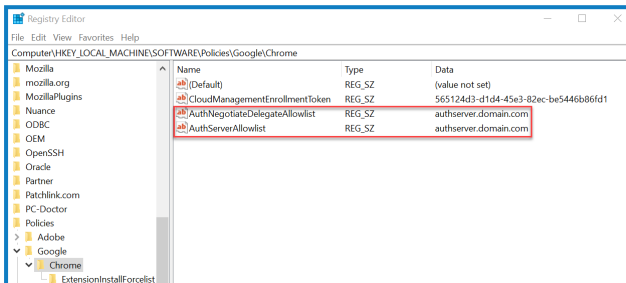 Registry Editor
File Edit View Favorites Help
Computer\HKEY_LOCAL_MACHINE\SOFTWARE\Policies\Google\Chrome
Mozilla
mozilla.org
MozillaPlugins
Nuance
ODBC
OEM
OpenSSH
Oracle
Partner
Patchlink.com
PC-Doctor
Policies
Adobe
Google
Chrome
ExtensionInstallForcelist
Name Type Data
(Default) REG_SZ (value not set)
CloudManagementEnrollmentToken REG_SZ 565124d3-d1d4-45e3-82ec-be5446b86fd1
AuthNegotiateDelegateAllowlist REG_SZ authserver.domain.com
AuthServerAllowlist REG_SZ authserver.domain.com